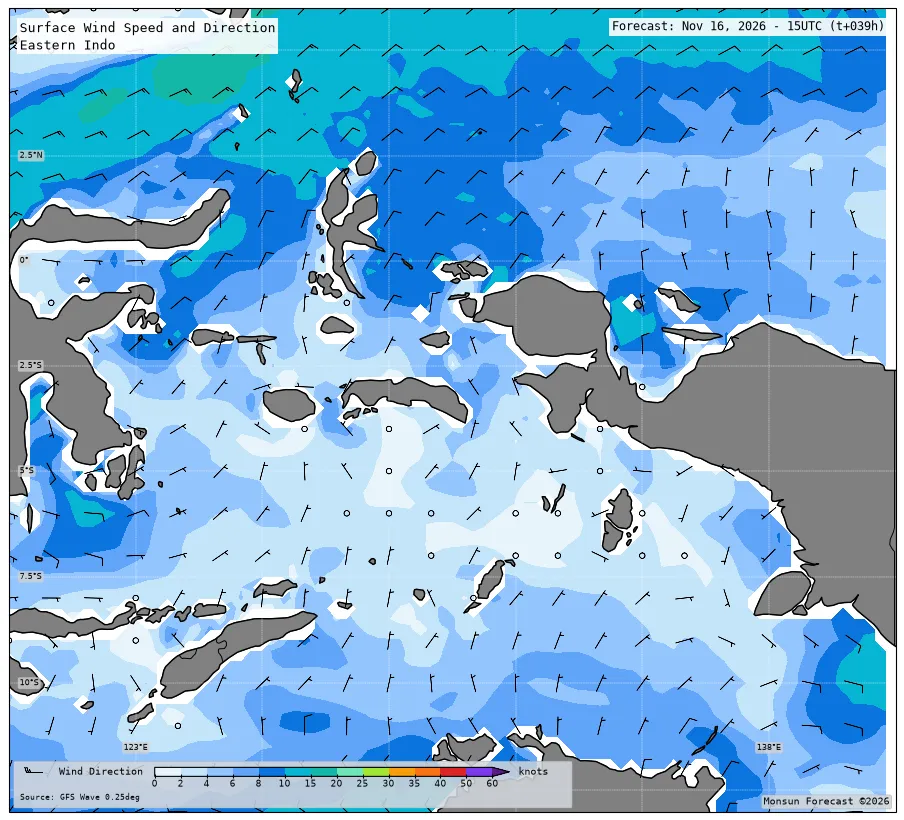 Surface Wind Speed and Direction
Eastern Indo
Forecast: Nov 16, 2026 - 15UTC (t+039h)
2.5°N
0°
2.5°S
5°S
7.5°S
10°S
123°E
138°E
Wind Direction
0 2 4 6 8 10 15 20 25 30 35 40 50 60
knots
Source: GFS Wave 0.25deg
Monsun Forecast ©2026